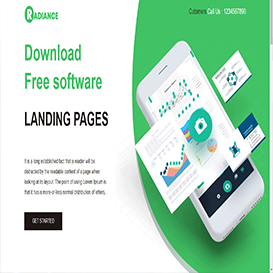 RADIANCE
Cutomers Call Us : 1234567890
Download
Free software
LANDING PAGES
It is a long established fact that a reader will be
distracted by the readable content of a page when
looking at its layout. The point of using Lorem Ipsum is
that it has a more-or-less normal distribution of letters,
GET STARTED